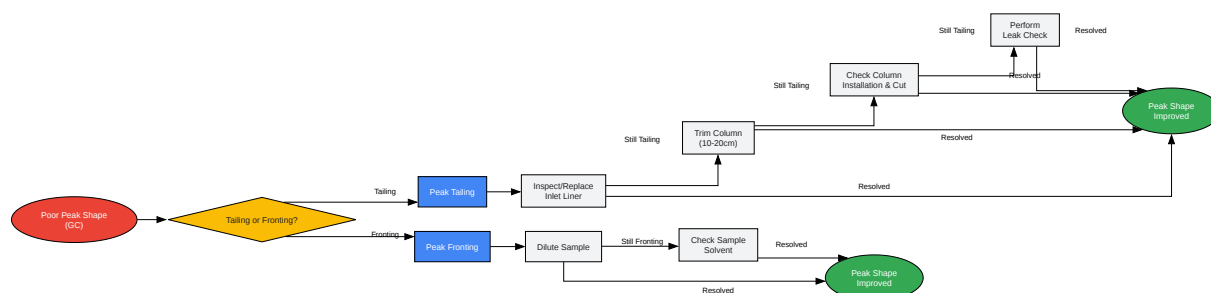 Perform
Leak Check
Still Tailing
Resolved
Check Column
Installation & Cut
Still Tailing
Resolved
Peak Shape
Improved
Trim Column
(10-20cm)
Still Tailing
Resolved
Peak Tailing
Inspect/Replace
Inlet Liner
Tailing
Resolved
Poor Peak Shape
(GC)
Tailing or Fronting?
Fronting
Peak Fronting
Dilute Sample
Still Fronting
Check Sample
Solvent
Resolved
Peak Shape
Improved
Resolved